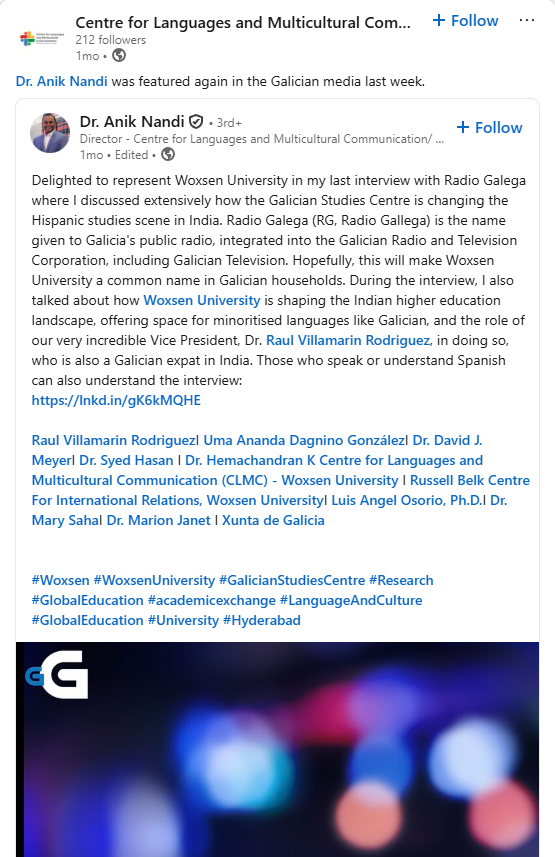 Centre for Languages and Multicultural Com...
+ Follow
212 followers
1mo •
Dr. Anik Nandi was featured again in the Galician media last week.
Dr. Anik Nandi • 3rd+
+ Follow
Director - Centre for Languages and Multicultural Communication/ ...
1mo • Edited •
Delighted to represent Woxsen University in my last interview with Radio Galega
where I discussed extensively how the Galician Studies Centre is changing the
Hispanic studies scene in India. Radio Galega (RG, Radio Gallega) is the name
given to Galicia's public radio, integrated into the Galician Radio and Television
Corporation, including Galician Television. Hopefully, this will make Woxsen
University a common name in Galician households. During the interview, I also
talked about how Woxsen University is shaping the Indian higher education
landscape, offering space for minoritised languages like Galician, and the role of
our very incredible Vice President, Dr. Raul Villamarin Rodriguez, in doing so,
who is also a Galician expat in India. Those who speak or understand Spanish
can also understand the interview:
https://lnkd.in/gK6kMQHE
Raul Villamarin Rodriguezl Uma Ananda Dagnino Gonzálezl Dr. David J.
Meyerl Dr. Syed Hasan l Dr. Hemachandran K Centre for Languages and
Multicultural Communication (CLMC) - Woxsen University l Russell Belk Centre
For International Relations, Woxsen Universityl Luis Angel Osorio, Ph.D.l Dr.
Mary Sahal Dr. Marion Janet l Xunta de Galicia
#Woxsen #WoxsenUniversity #GalicianStudiesCentre #Research
#GlobalEducation #academicexchange #LanguageAndCulture
#GlobalEducation #University #Hyderabad
GG